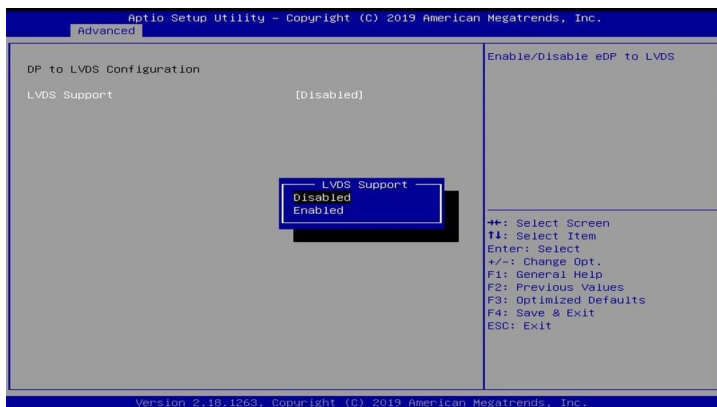 Aptio Setup Utility – Copyright (C) 2019 American Megatrends, Inc.
Advanced
DP to LVDS Configuration
LVDS Support [Disabled]
LVDS Support
Disabled
Enabled
Enable/Disable eDP to LVDS
→←: Select Screen
↑↓: Select Item
Enter: Select
+/-: Change Opt.
F1: General Help
F2: Previous Values
F3: Optimized Defaults
F4: Save & Exit
ESC: Exit
Version 2.18.1263. Copyright (C) 2019 American Megatrends, Inc.